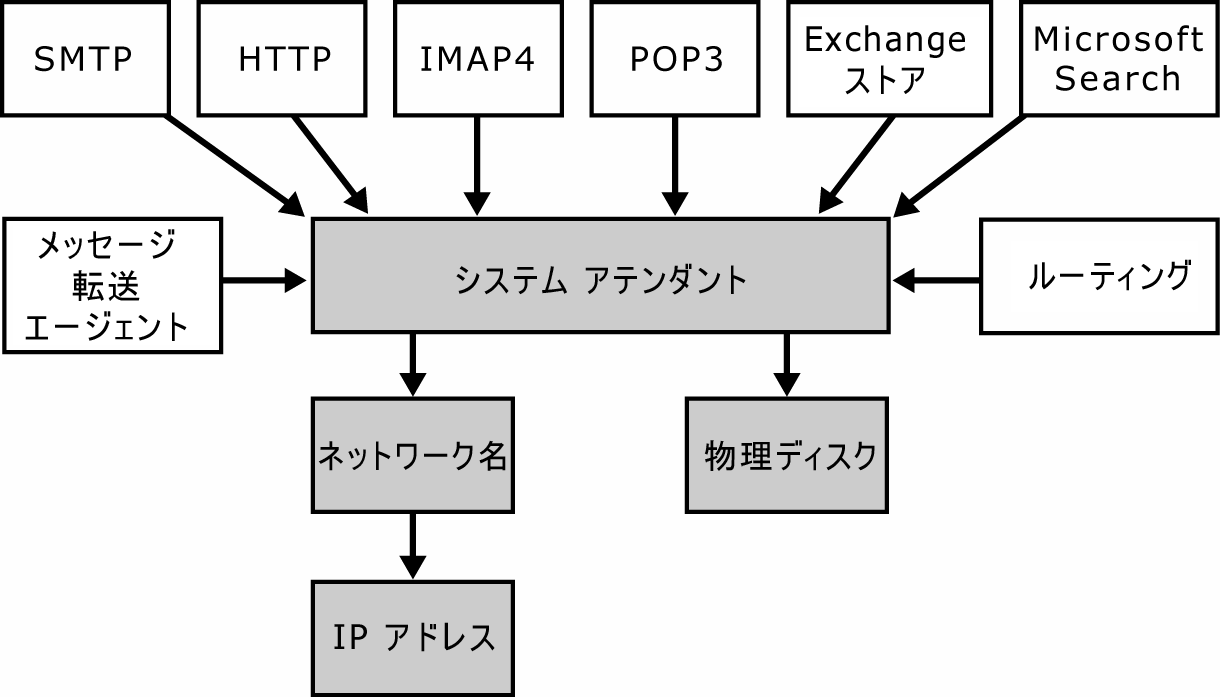 SMTP
HTTP
IMAP4
POP3
Exchange
ストア
Microsoft
Search
メッセージ
転送
エージェント
システム アテンダント
ルーティング
ネットワーク名
物理ディスク
IP アドレス